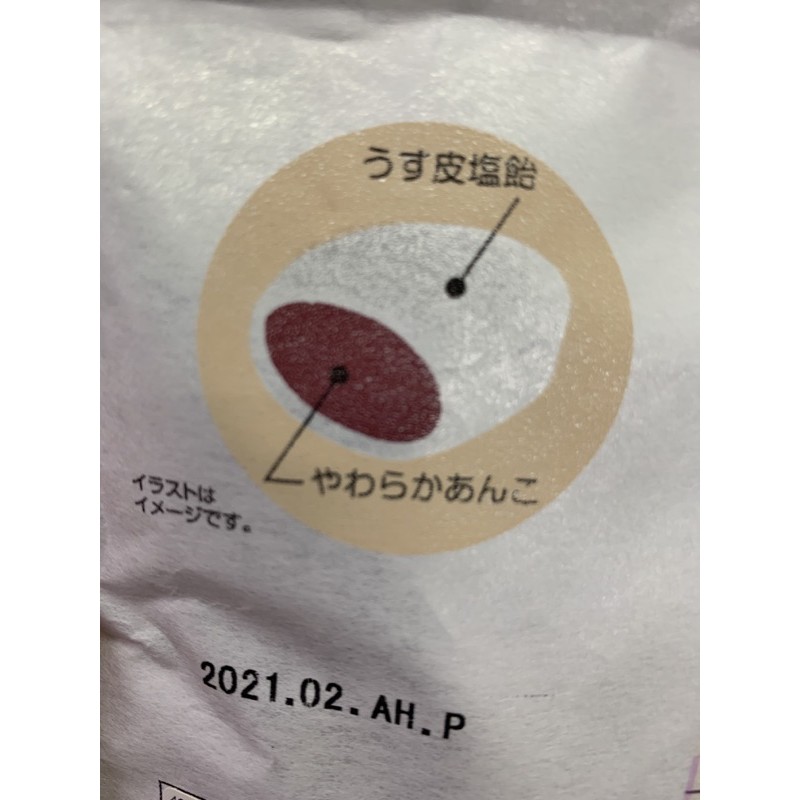 うす皮塩飴
やわらかあんこ
イラストは
イメージです。
2021.02.AH.P